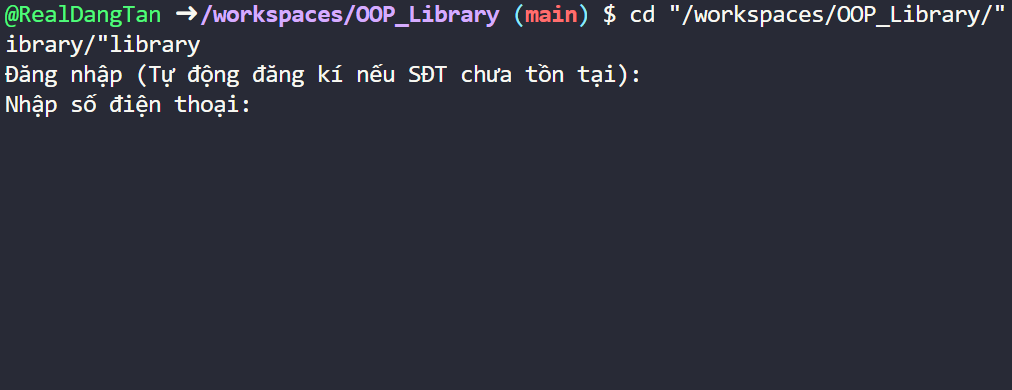 @RealDangTan ➜/workspaces/OOP_Library (main) $ cd "/workspaces/OOP_Library/"
ibrary/"library
Đăng nhập (Tự động đăng kí nếu SĐT chưa tồn tại):
Nhập số điện thoại: